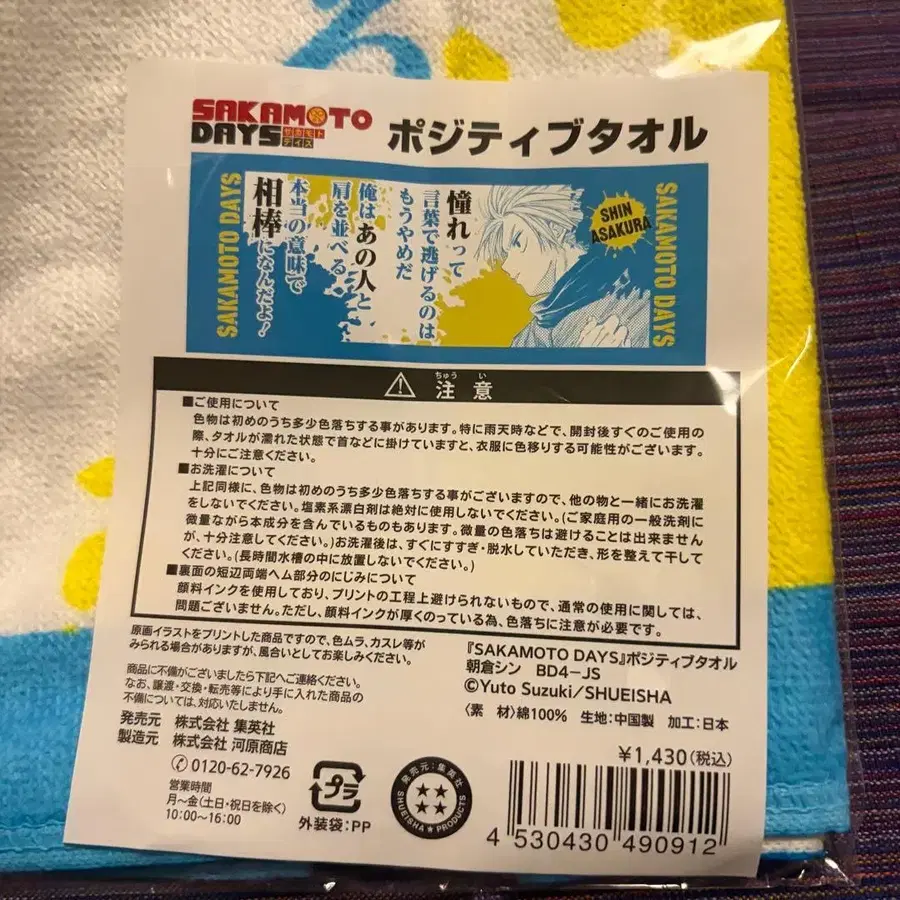 SAKAMOTO
DAYS サカモト
デイズ
ポジティブタオル
SAKAMOTO DAYS
SHIN
ASAKURA
憧れって
言葉で逃げるのは
もうやめだ
俺はあの人と
肩を並べる
本当の意味で
相棒になんだよ!
SAKAMOTO DAYS
ちゅう い
注 意
■ご使用について
色物は初めのうち多少色落ちする事があります。特に雨天時などで、開封後すぐのご使用の
際、タオルが濡れた状態で首などに掛けていますと、衣服に色移りする可能性がございます。
十分にご注意ください。
■お洗濯について
上記同様に、色物は初めのうち多少色落ちする事がございますので、他の物と一緒にお洗濯
をしないでください。塩素系漂白剤は絶対に使用しないでください。(ご家庭用の一般洗剤に
微量ながら本成分を含んでいるものもあります。微量の色落ちは避けることは出来ません
が、十分注意してください。)お洗濯後は、すぐにすすぎ・脱水していただき、形を整えて干して
ください。(長時間水槽の中に放置しないでください。)
■裏面の短辺両端ヘム部分のにじみについて
顔料インクを使用しており、プリントの工程上避けられないもので、通常の使用に関しては、
問題ございません。ただし、顔料インクが厚くのっている為、色落ちに注意が必要です。
原画イラストをプリントした商品ですので、色ムラ、カスレ等が
みられる場合がありますが、風合いとしてお楽しみください。
商品に不備がございましたら下記へご連絡ください。
なお、譲渡・交換・転売等により手に入れた商品の
不備については、対応いたしません。
発売元 株式会社 集英社
製造元 株式会社 河原商店
0120-62-7926
営業時間
月〜金(土日・祝日を除く)
10:00〜16:00
プラ
外装袋:PP
発売元:集英社
SHUEISHA★PRODUCTS
『SAKAMOTO DAYS』ポジティブタオル
朝倉シン BD4-JS
©Yuto Suzuki/SHUEISHA
〈素 材〉綿100% 生地:中国製 加工:日本
¥1,430(税込)
4 530430 490912